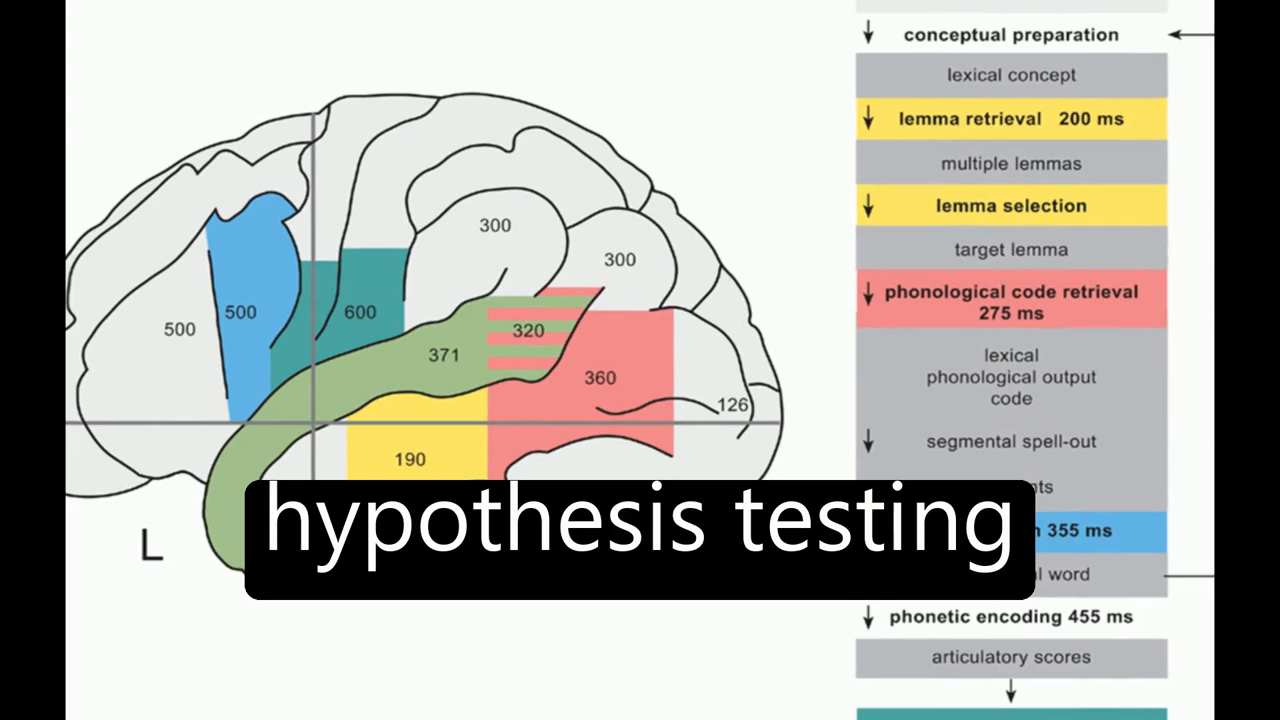 conceptual preparation
lexical concept
lemma retrieval 200 ms
multiple lemmas
lemma selection
target lemma
phonological code retrieval
275 ms
lexical
phonological output
code
segmental spell-out
355 ms
word
phonetic encoding 455 ms
articulatory scores
300
300
500
500
600
320
371
360
126
190
L
hypothesis testing